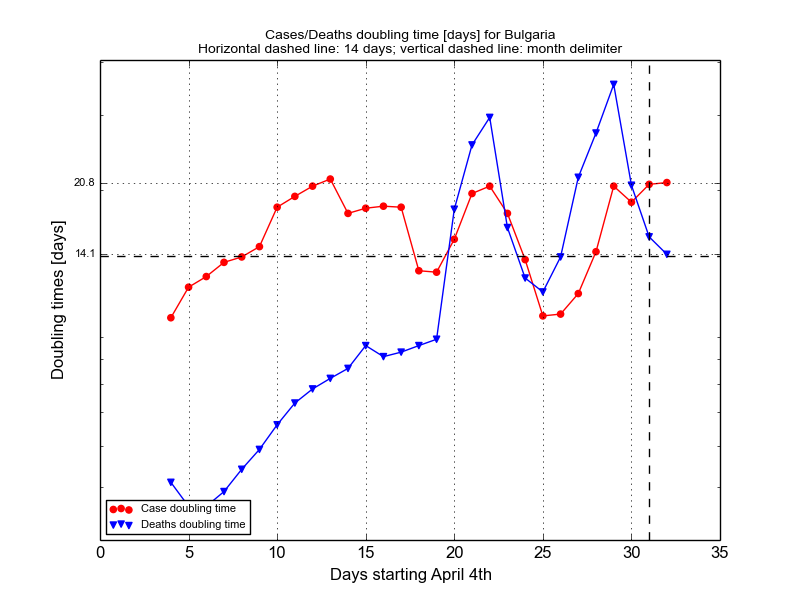 Cases/Deaths doubling time [days] for Bulgaria
Horizontal dashed line: 14 days; vertical dashed line: month delimiter
20.8
14.1
Doubling times [days]
Case doubling time
Deaths doubling time
0 5 10 15 20 25 30 35
Days starting April 4th